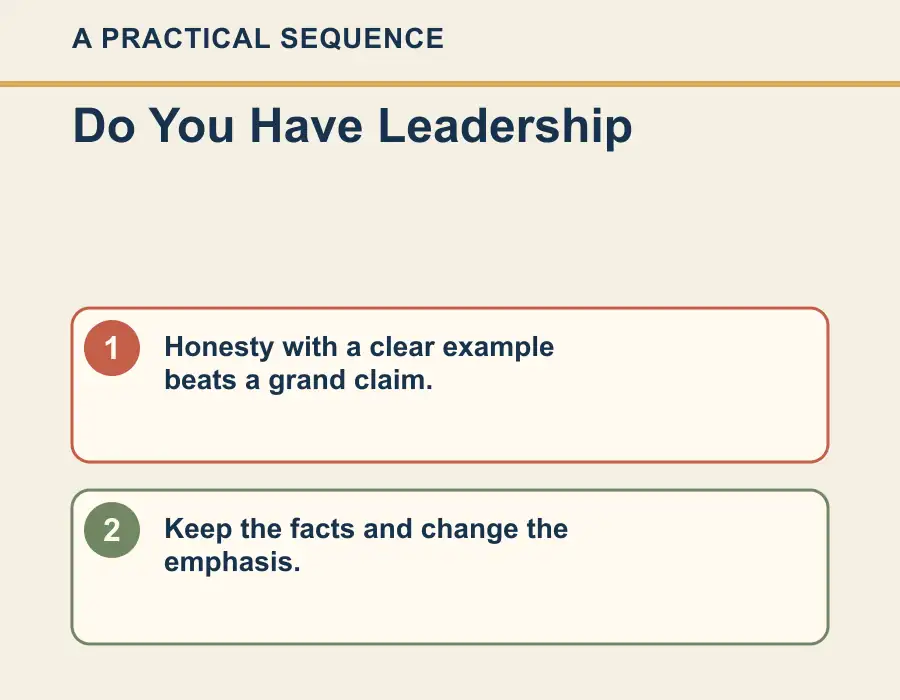 A PRACTICAL SEQUENCE
Do You Have Leadership
1
Honesty with a clear example
beats a grand claim.
2
Keep the facts and change the
emphasis.